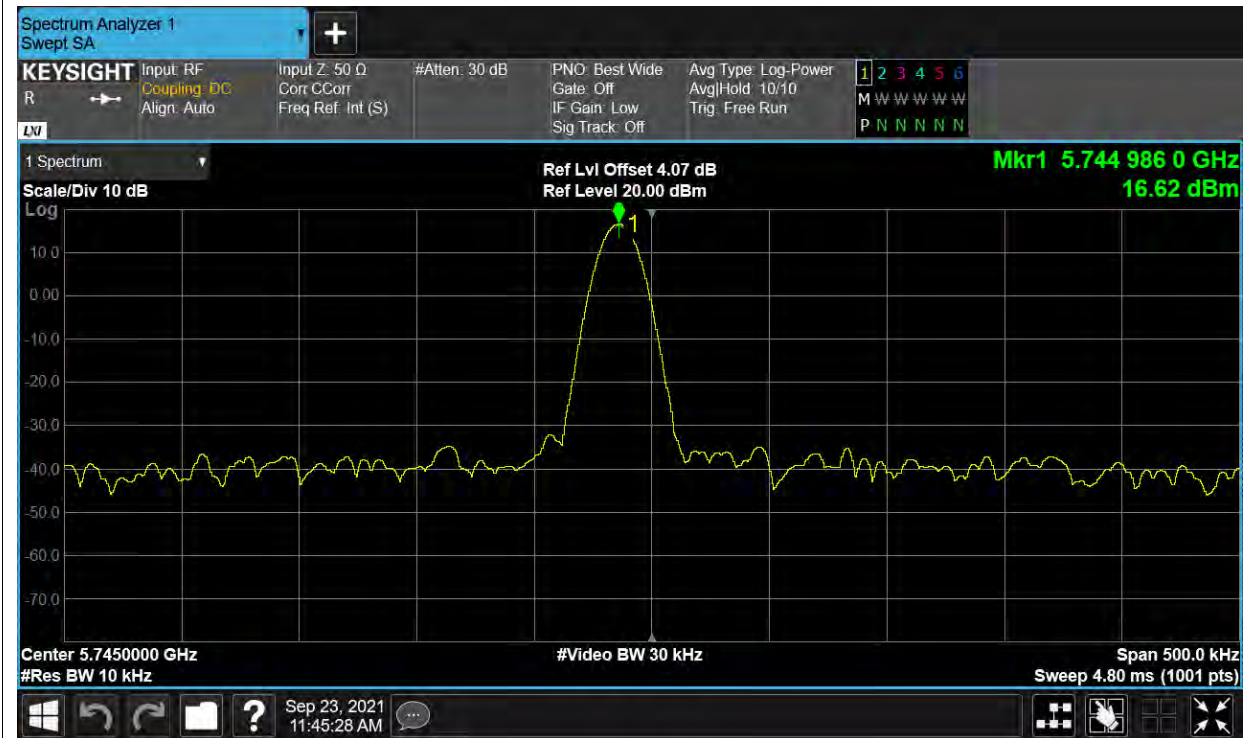 Spectrum Analyzer 1
Swept SA
+
KEYSIGHT Input: RF Input Z: 50 Ω #Atten: 30 dB PNO: Best Wide Avg Type: Log-Power 1 2 3 4 5 6
R Coupling: DC Corr CCorr Gate: Off Avg|Hold: 10/10 M W W W W W
Align: Auto Freq Ref: Int (S) IF Gain: Low Trig: Free Run
LXI Sig Track: Off P N N N N N
1 Spectrum
Scale/Div 10 dB
Ref Lvl Offset 4.07 dB
Ref Level 20.00 dBm
Mkr1 5.744 986 0 GHz
16.62 dBm
Log
1
10.0
0.00
-10.0
-20.0
-30.0
-40.0
-50.0
-60.0
-70.0
Center 5.7450000 GHz #Video BW 30 kHz Span 500.0 kHz
#Res BW 10 kHz Sweep 4.80 ms (1001 pts)
? Sep 23, 2021
11:45:28 AM